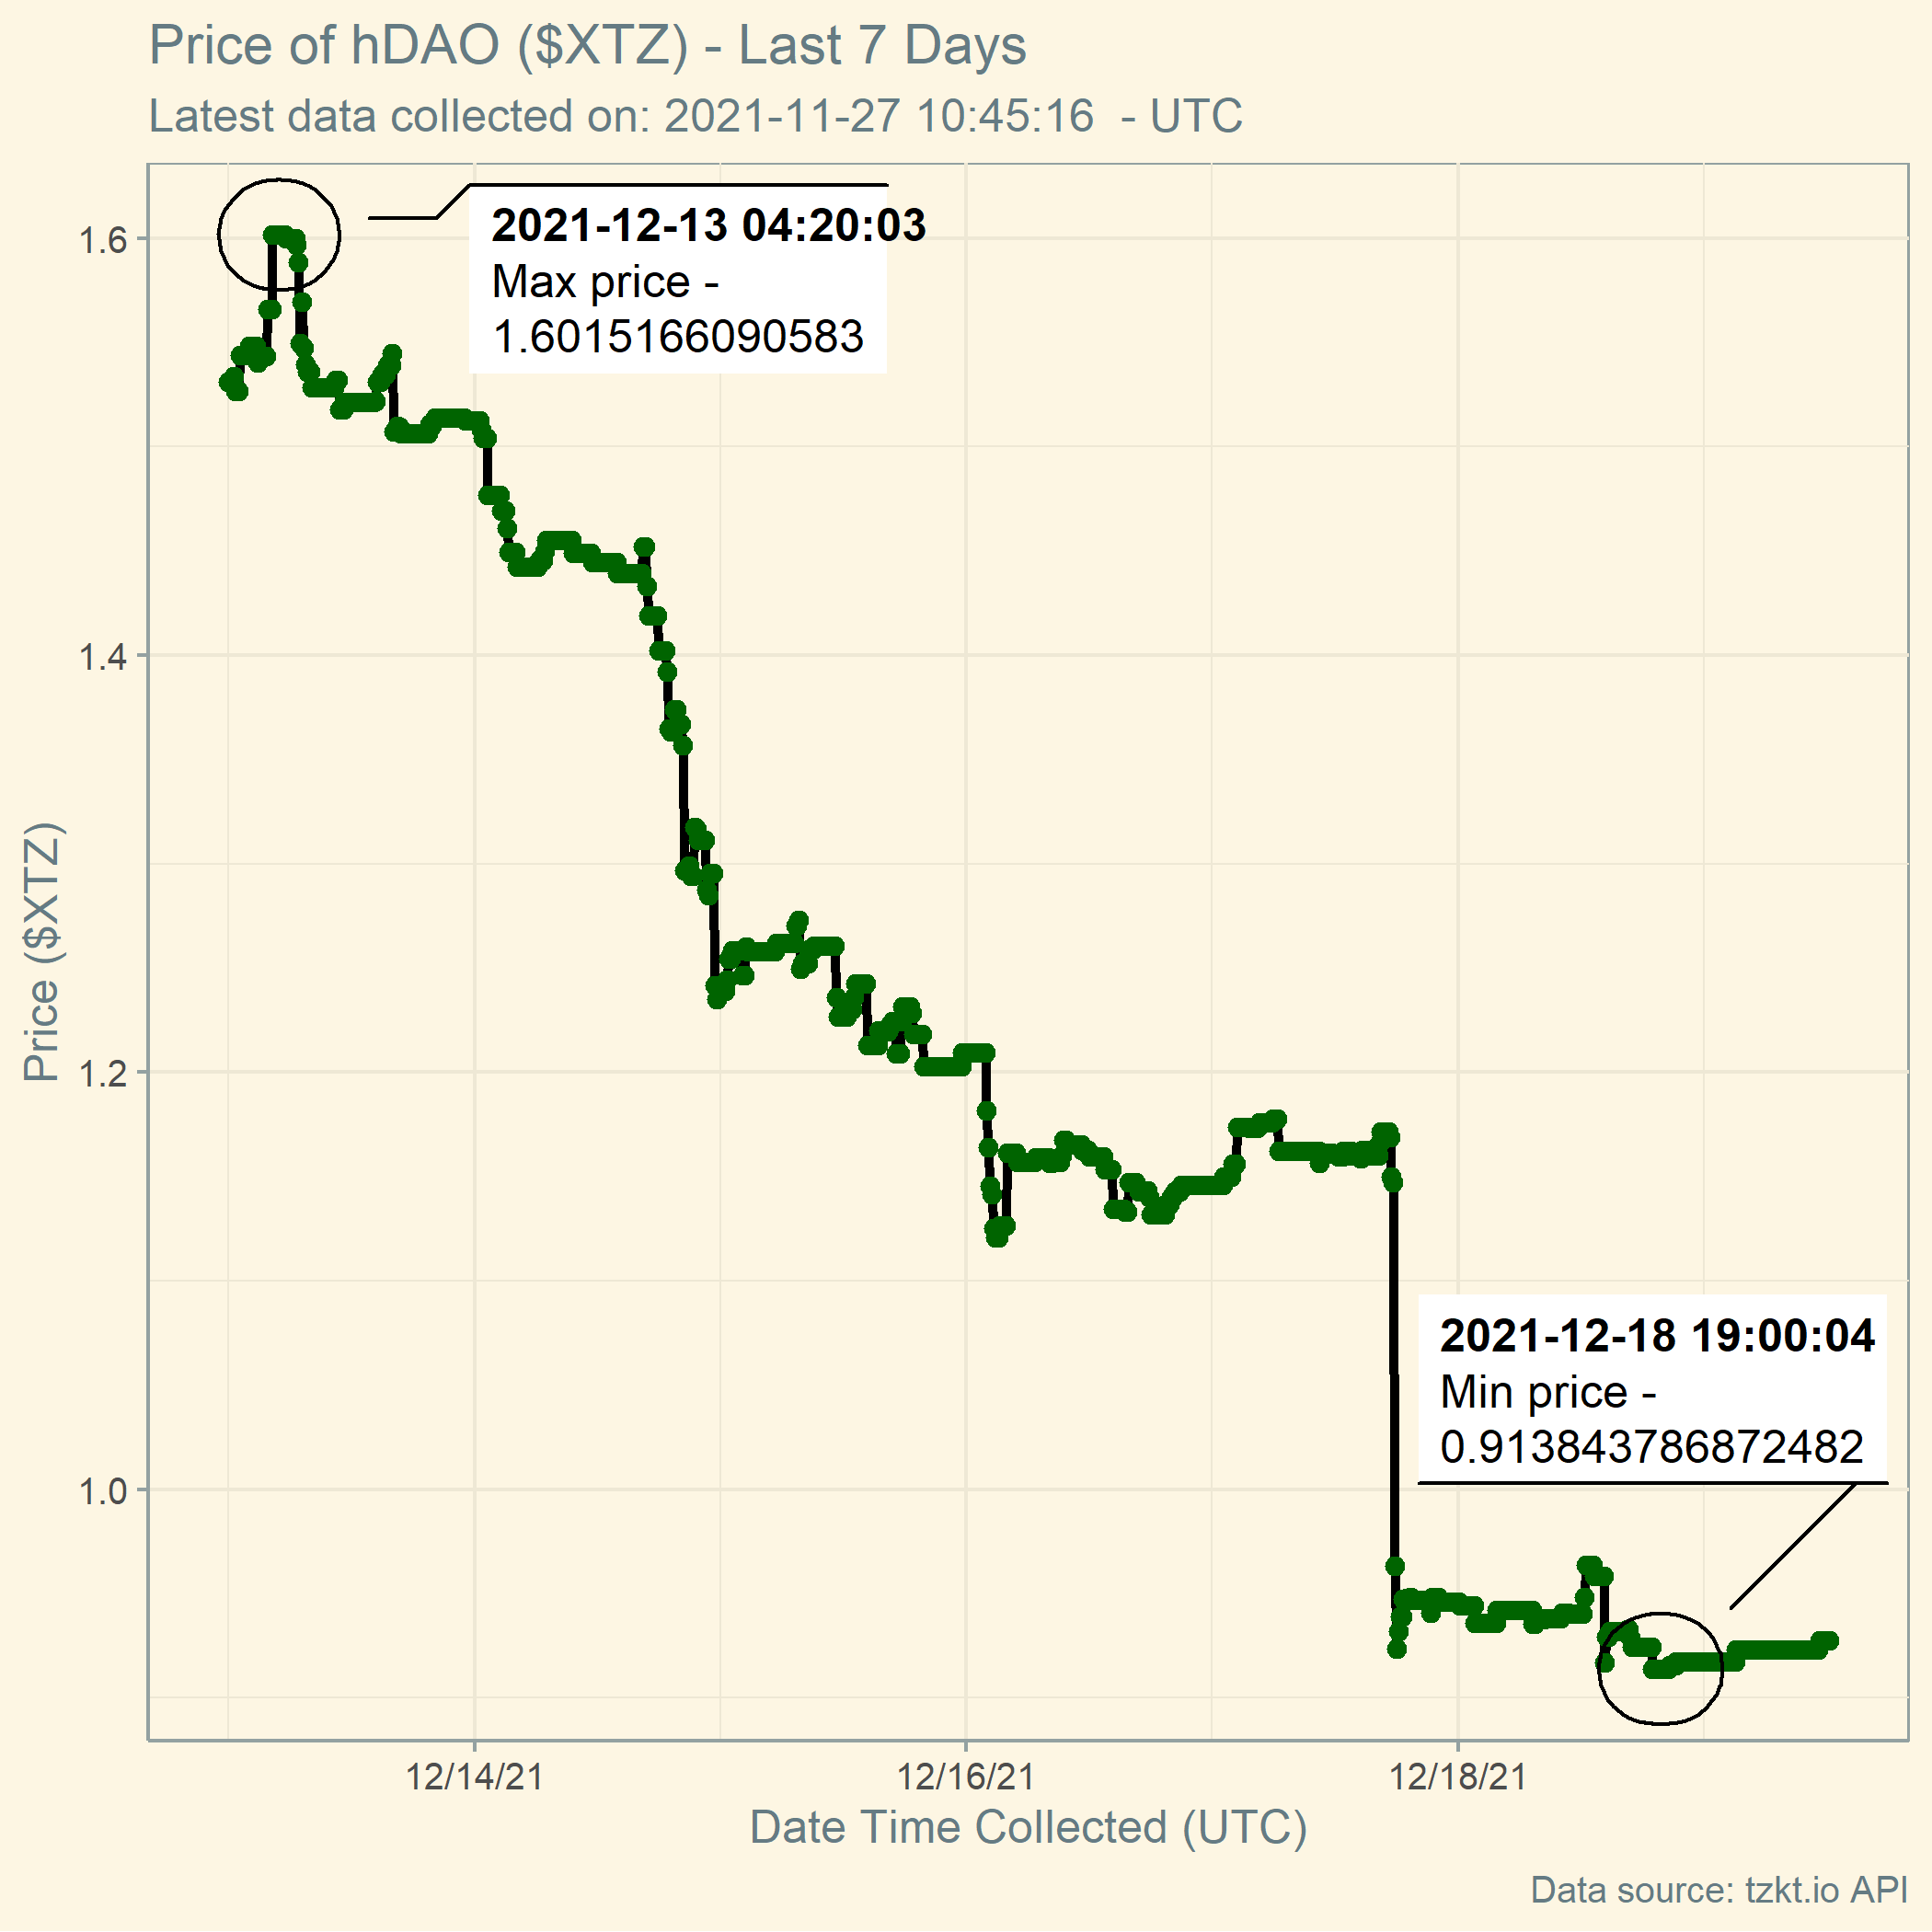 Price of hDAO ($XTZ) - Last 7 Days
Latest data collected on: 2021-11-27 10:45:16  - UTC
2021-12-13 04:20:03
Max price -
1.6015166090583
1.6
1.4
1.2
1.0
Price ($XTZ)
2021-12-18 19:00:04
Min price -
0.913843786872482
12/14/21
12/16/21
12/18/21
Date Time Collected (UTC)
Data source: tzkt.io API